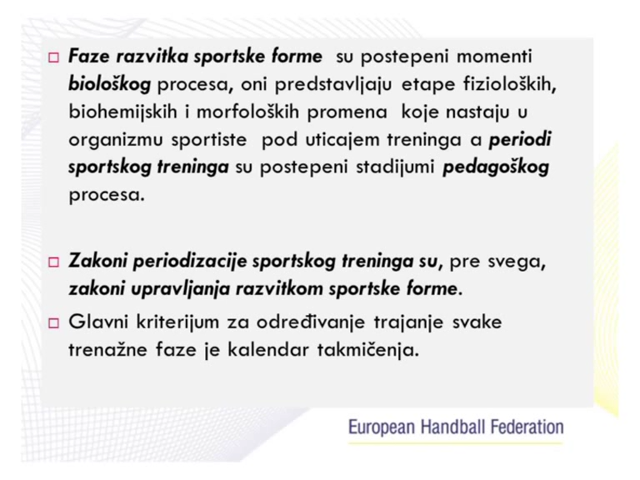 Faze razvitka sportske forme su postepeni momenti
biološkog procesa, oni predstavljaju etape fizioloških,
biohemijskih i morfoloških promena koje nastaju u
organizmu sportiste pod uticajem treninga a periodi
sportskog treninga su postepeni stadijumi pedagoškog
procesa.
Zakoni periodizacije sportskog treninga su, pre svega,
zakoni upravljanja razvitkom sportske forme.
Glavni kriterijum za određivanje trajanje svake
trenažne faze je kalendar takmičenja.
European Handball Federation